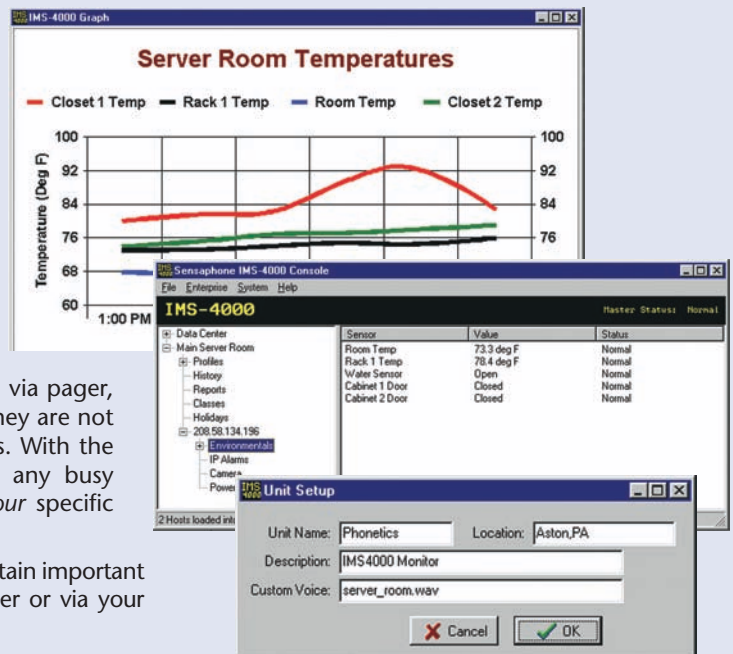 IMS-4000 Graph
Server Room Temperatures
Closet 1 Temp Rack 1 Temp Room Temp Closet 2 Temp
Temperature (Deg F)
100 100
92 92
84 84
76 76
68
60
1:00 PM
Sensaphone IMS-4000 Console
File Enterprise System Help
IMS-4000 Master Status: Normal
Data Center
Main Server Room
Profiles
History
Reports
Classes
Holidays
208.58.134.196
Environmentals
IP Alarms
Camera
Power
2 Hosts loaded
Sensor Value Status
Room Temp 73.3 deg F Normal
Rack 1 Temp 78.4 deg F Normal
Water Sensor Open Normal
Cabinet 1 Door Closed Normal
Cabinet 2 Door Closed Normal
via pager,
hey are not
s. With the
any busy
our specific
tain important
er or via your
IMS 4000 Unit Setup
Unit Name: Phonetics Location: Aston,PA
Description: IMS4000 Monitor
Custom Voice: server_room.wav
Cancel OK